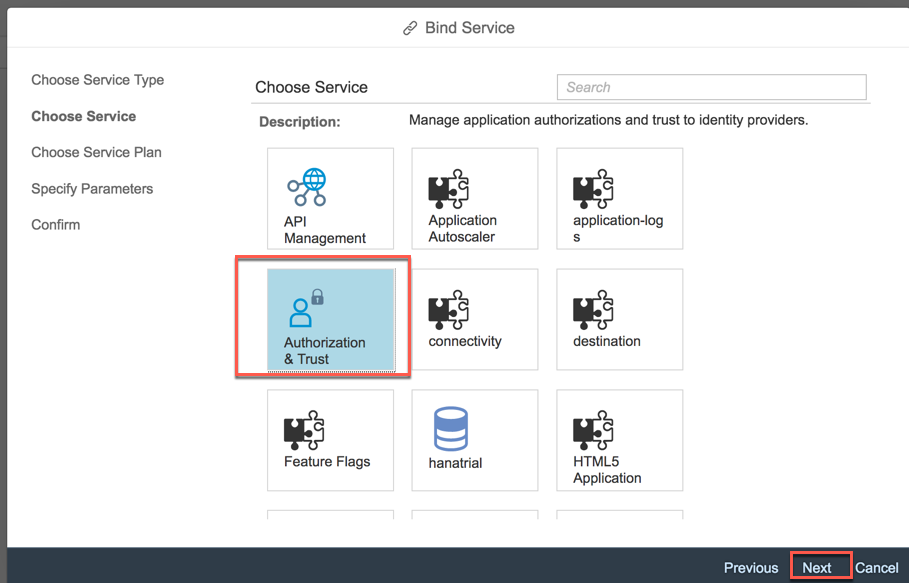 Bind Service
Choose Service Type
Choose Service
Choose Service Plan
Specify Parameters
Confirm
Choose Service
Search
Description:
Manage application authorizations and trust to identity providers.
API
Management
Application
Autoscaler
application-log
s
Authorization
& Trust
connectivity
destination
Feature Flags
hanatrial
HTML5
Application
Previous
Next
Cancel